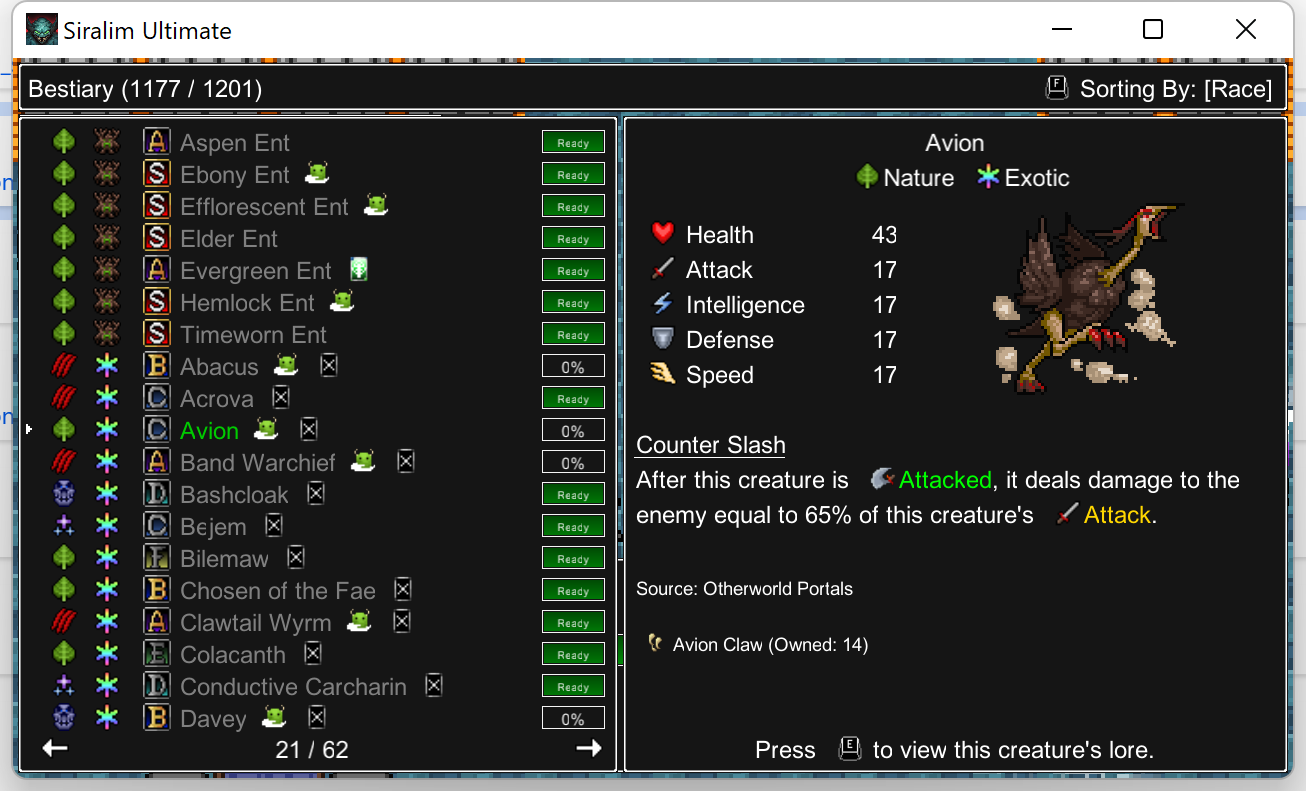 Siralim Ultimate
Bestiary (1177 / 1201)
F Sorting By: [Race]
A Aspen Ent Ready
S Ebony Ent Ready
S Efflorescent Ent Ready
S Elder Ent Ready
A Evergreen Ent Ready
S Hemlock Ent Ready
S Timeworn Ent Ready
B Abacus 0%
C Acrova Ready
C Avion 0%
A Band Warchief 0%
D Bashcloak Ready
C Bejem Ready
F Bilemaw Ready
B Chosen of the Fae Ready
A Clawtail Wyrm Ready
E Colacanth Ready
D Conductive Carcharin Ready
B Davey 0%
21 / 62
Avion
Nature Exotic
Health 43
Attack 17
Intelligence 17
Defense 17
Speed 17
Counter Slash
After this creature is Attacked, it deals damage to the
enemy equal to 65% of this creature's Attack.
Source: Otherworld Portals
Avion Claw (Owned: 14)
Press E to view this creature's lore.